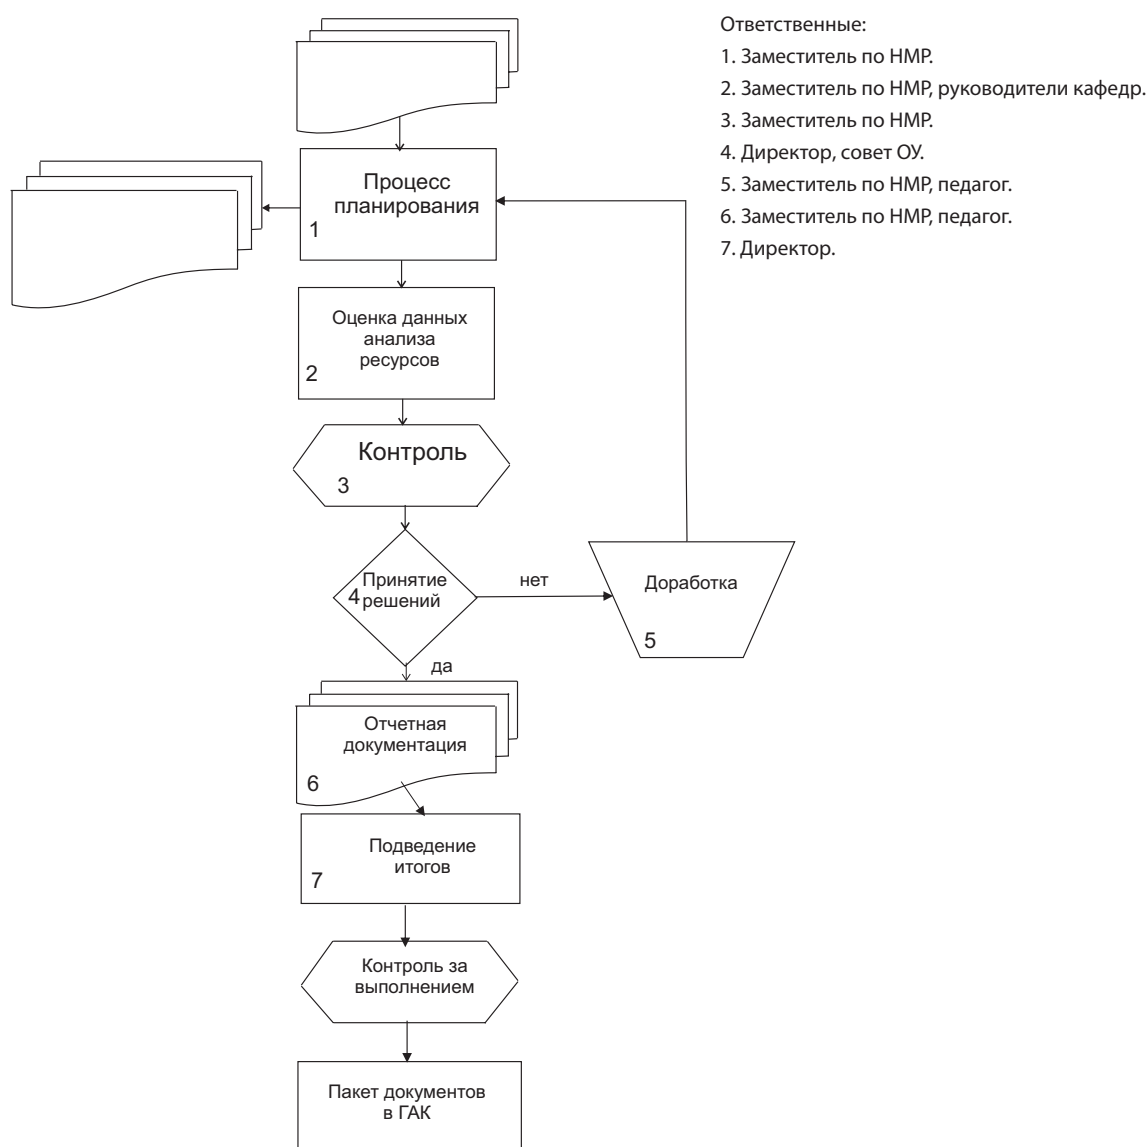 Ответственные:
1. Заместитель по НМР.
2. Заместитель по НМР, руководители кафедр.
3. Заместитель по НМР.
4. Директор, совет ОУ.
5. Заместитель по НМР, педагог.
6. Заместитель по НМР, педагог.
7. Директор.
Процесс
планирования
1
Оценка данных
анализа
ресурсов
2
Контроль
3
Принятие
4 решений
нет
Доработка
5
да
Отчетная
документация
6
Подведение
итогов
7
Контроль за
выполнением
Пакет документов
в ГАК